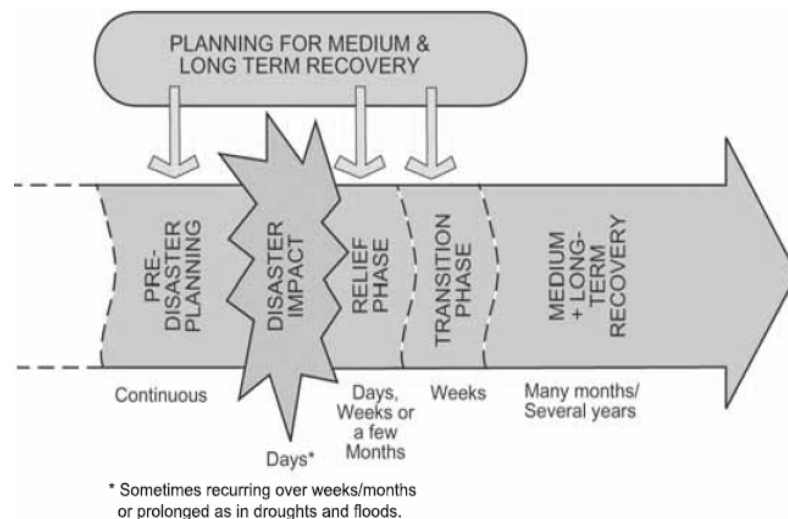 PLANNING FOR MEDIUM &
LONG TERM RECOVERY
PRE-
DISASTER
PLANNING
DISASTER
IMPACT
RELIEF
PHASE
TRANSITION
PHASE
MEDIUM
+ LONG-
TERM
RECOVERY
Continuous
Days*
Days,
Weeks or
a few
Months
Weeks
Many months/
Several years
* Sometimes recurring over weeks/months
or prolonged as in droughts and floods.